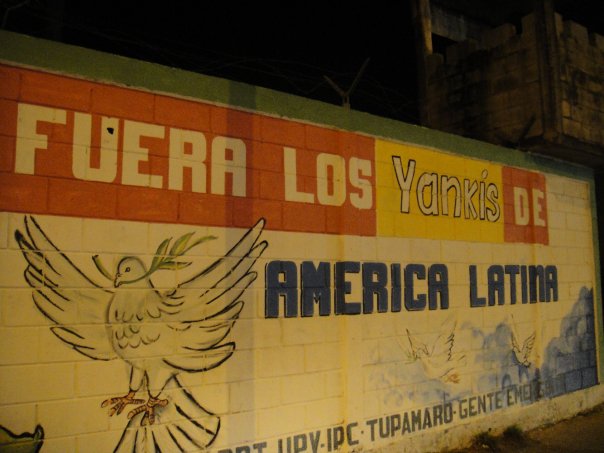 FUERA LOS Yankis DE
AMERICA LATINA
UPV-IPC-TUPAMARO-GENTE